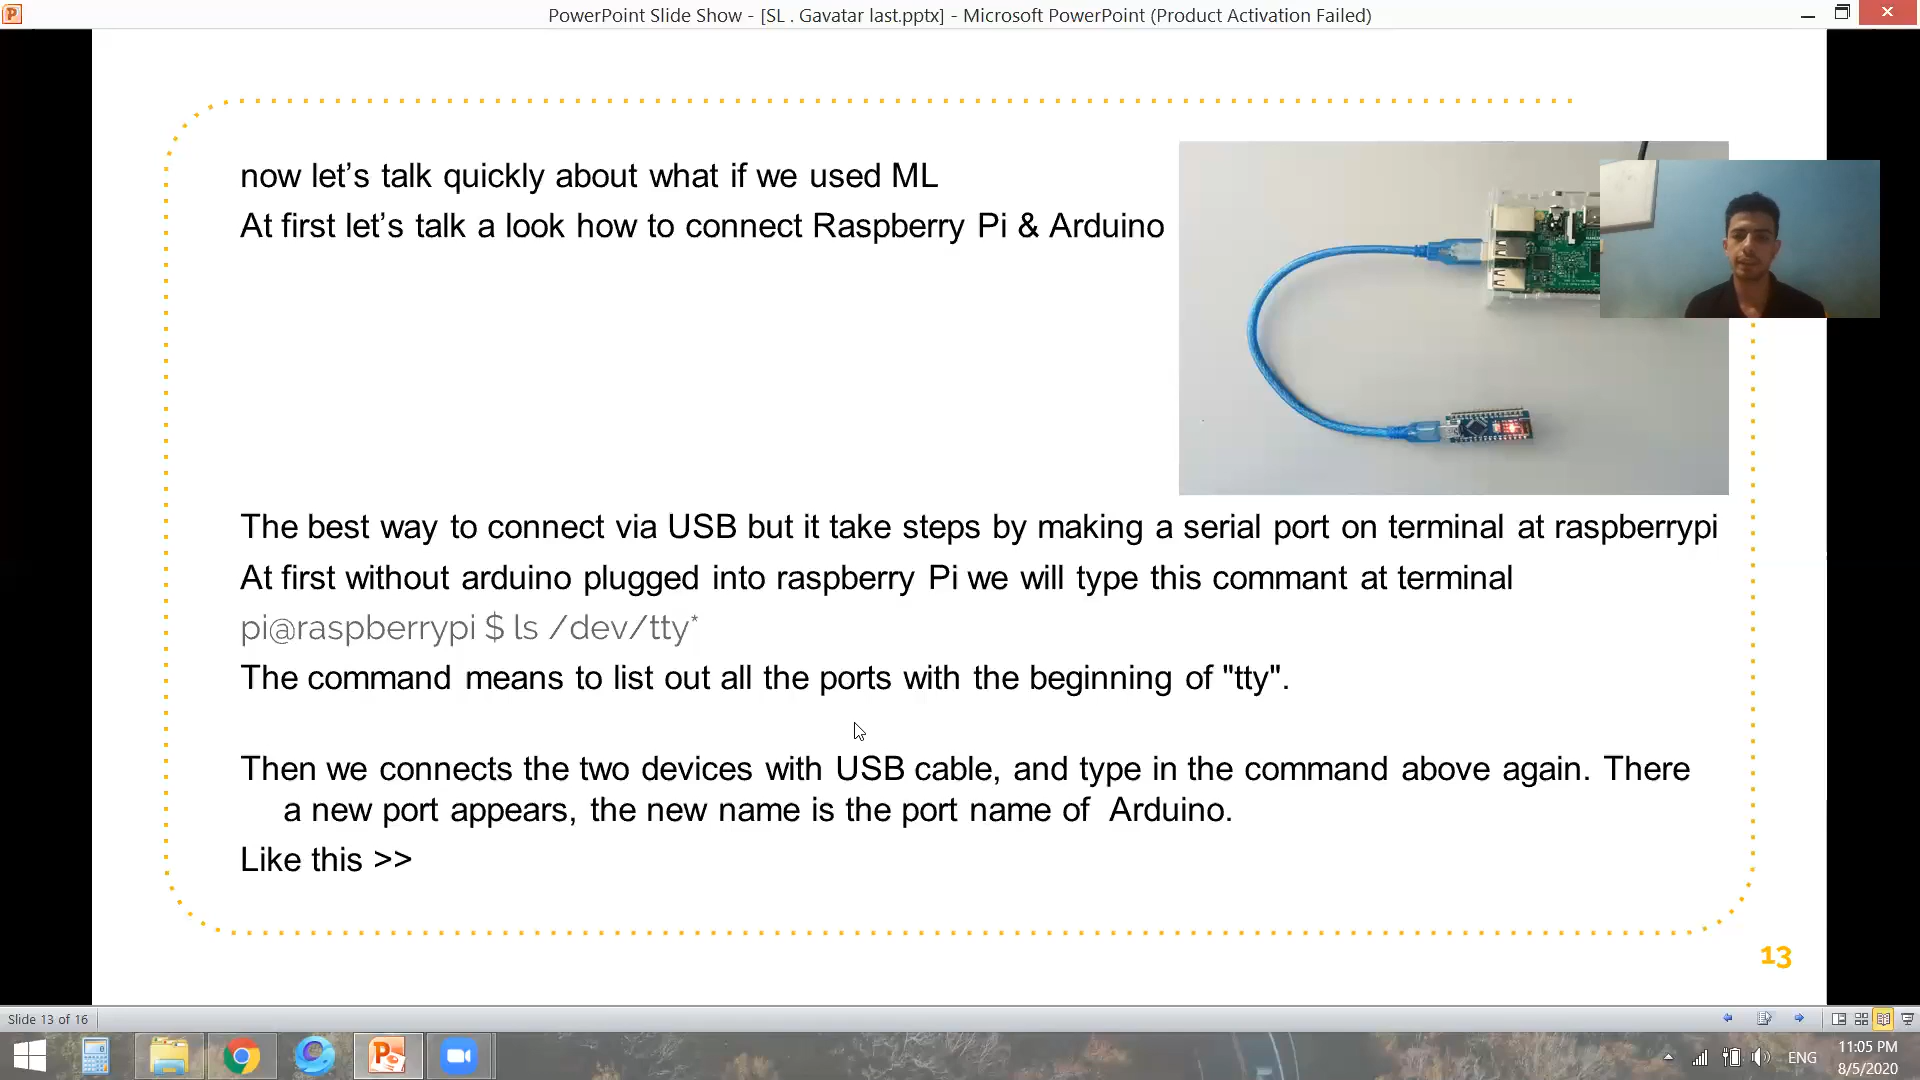 PowerPoint Slide Show - [SL . Gavatar last.pptx] - Microsoft PowerPoint (Product Activation Failed)
now let’s talk quickly about what if we used ML
At first let’s talk a look how to connect Raspberry Pi & Arduino
The best way to connect via USB but it take steps by making a serial port on terminal at raspberrypi
At first without arduino plugged into raspberry Pi we will type this commant at terminal
pi@raspberrypi $ ls /dev/tty*
The command means to list out all the ports with the beginning of "tty".
Then we connects the two devices with USB cable, and type in the command above again. There
a new port appears, the new name is the port name of Arduino.
Like this >>
13
Slide 13 of 16
ENG
11:05 PM
8/5/2020